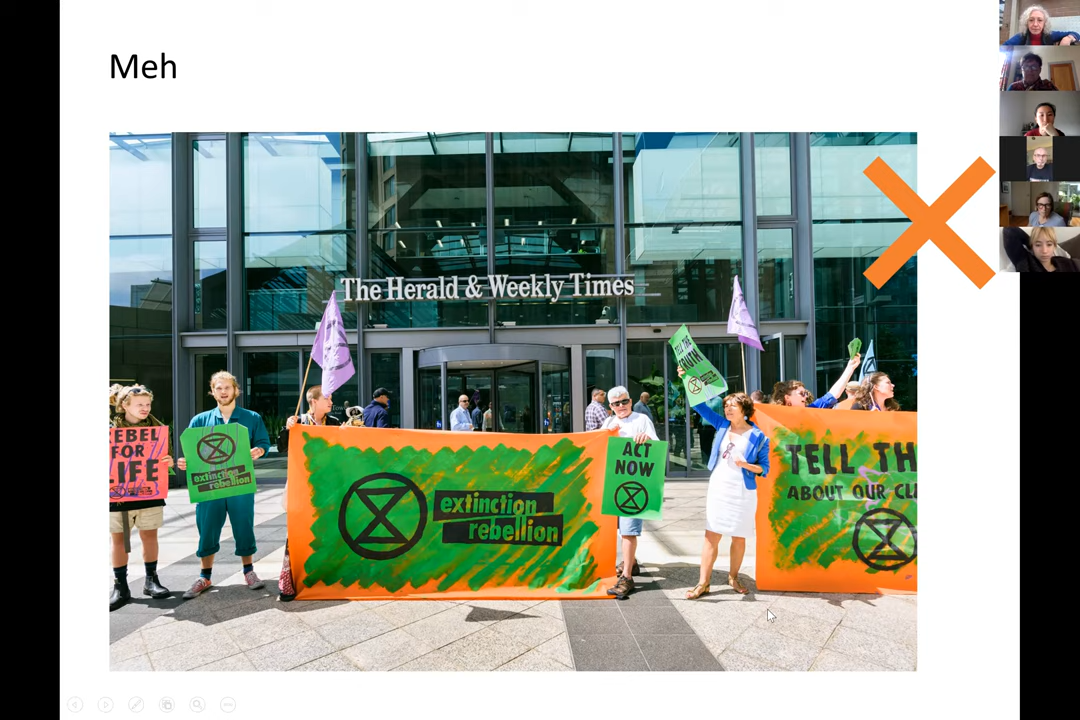 Meh
The Herald & Weekly Times
TELL THE
TRUTH
REBEL
FOR
LIFE
extinction
rebellion
extinction
rebellion
ACT
NOW
TELL TH
ABOUT OUR CL